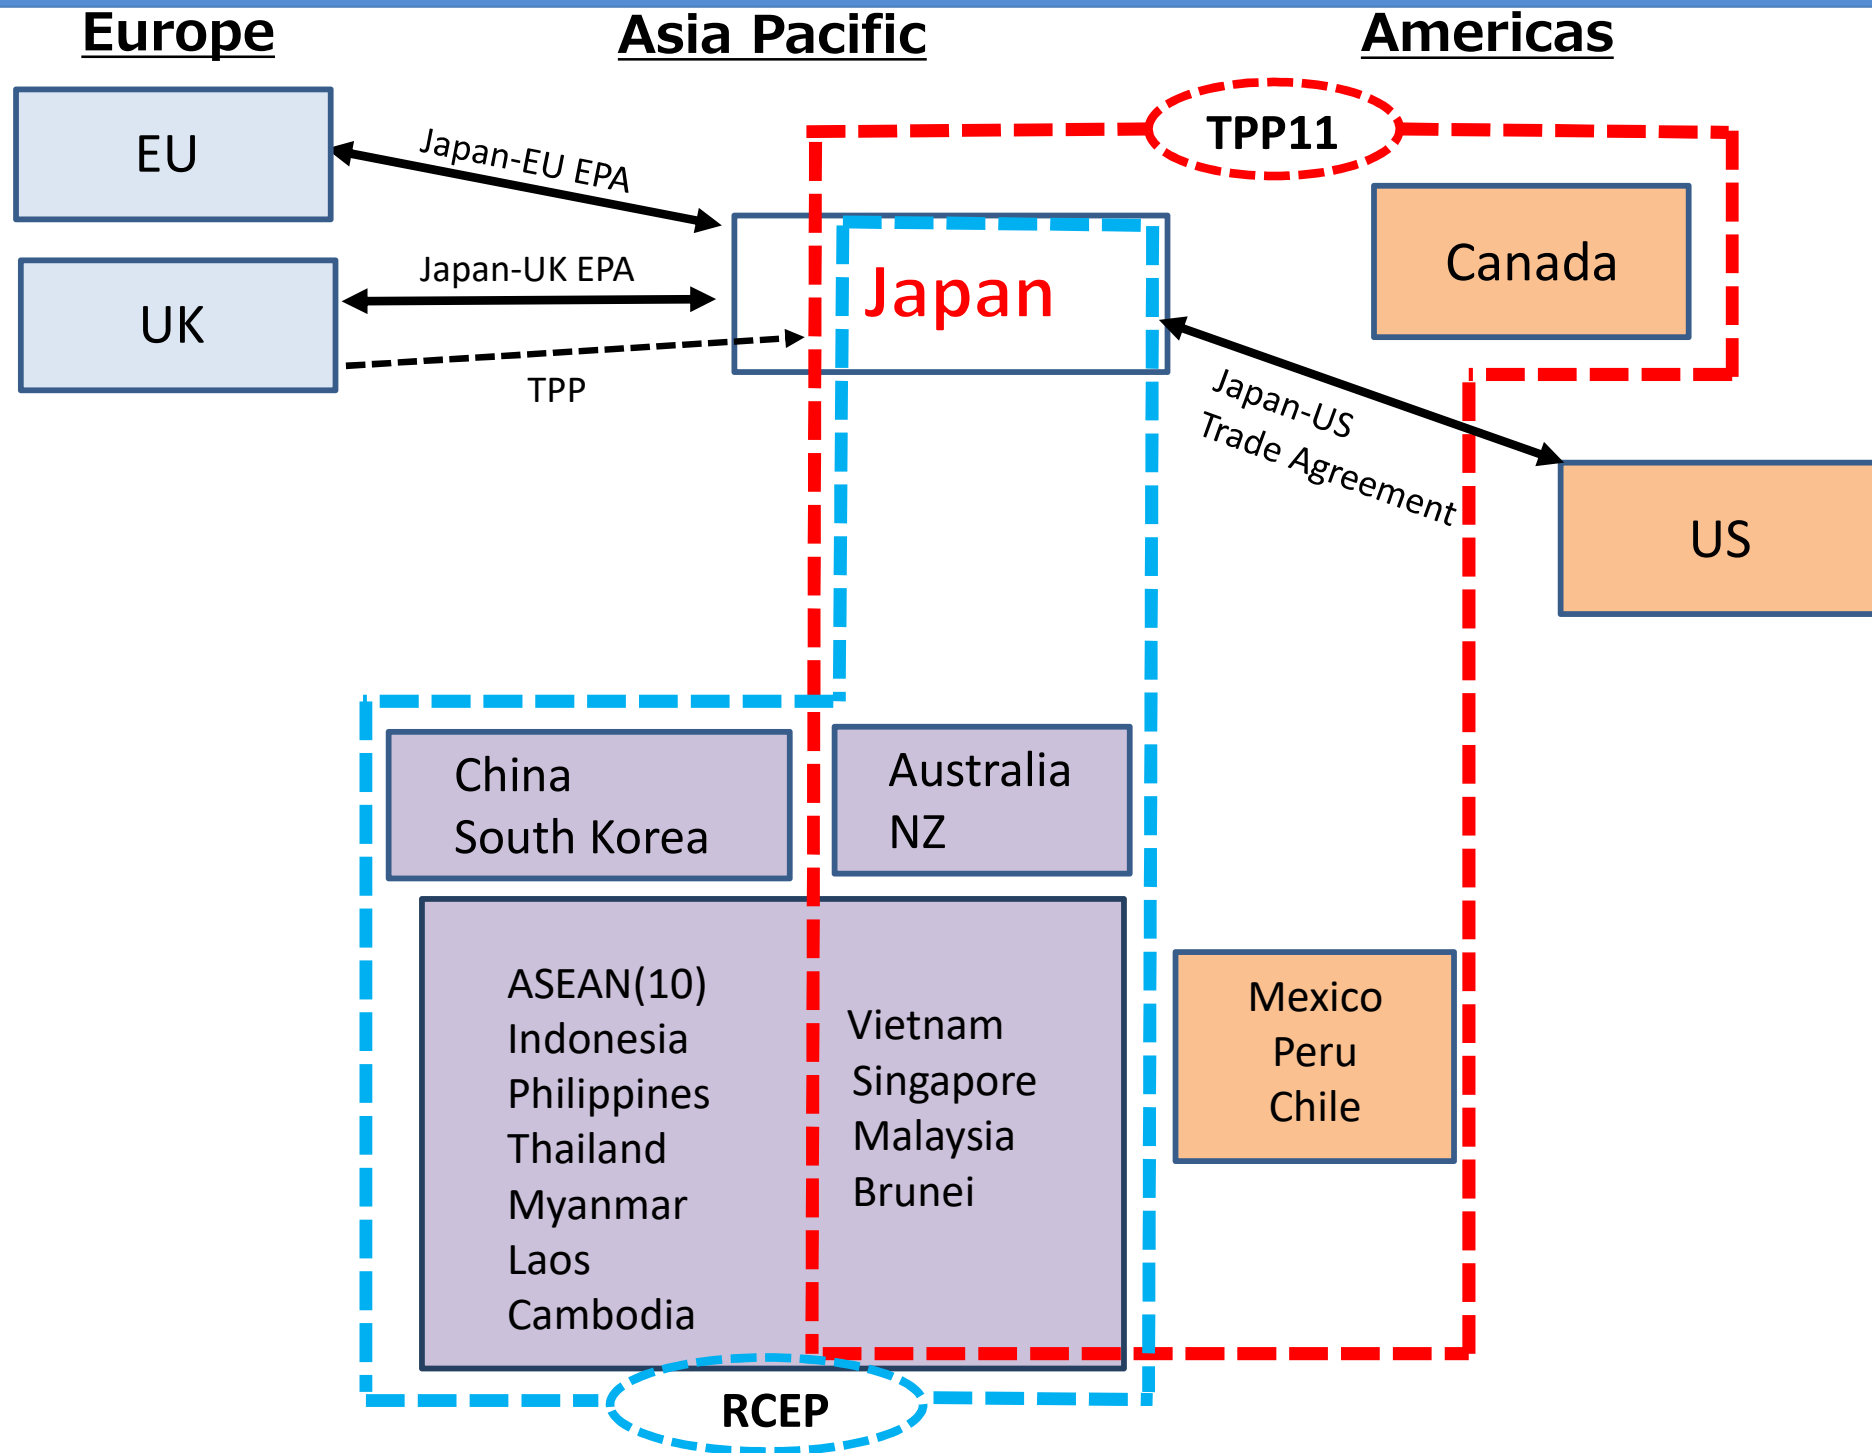 Europe
Asia Pacific
Americas
EU
Japan-EU EPA
TPP11
UK
Japan-UK EPA
TPP
Japan
Canada
Japan-US
Trade Agreement
US
China
South Korea
Australia
NZ
ASEAN(10)
Indonesia
Philippines
Thailand
Myanmar
Laos
Cambodia
Vietnam
Singapore
Malaysia
Brunei
Mexico
Peru
Chile
RCEP